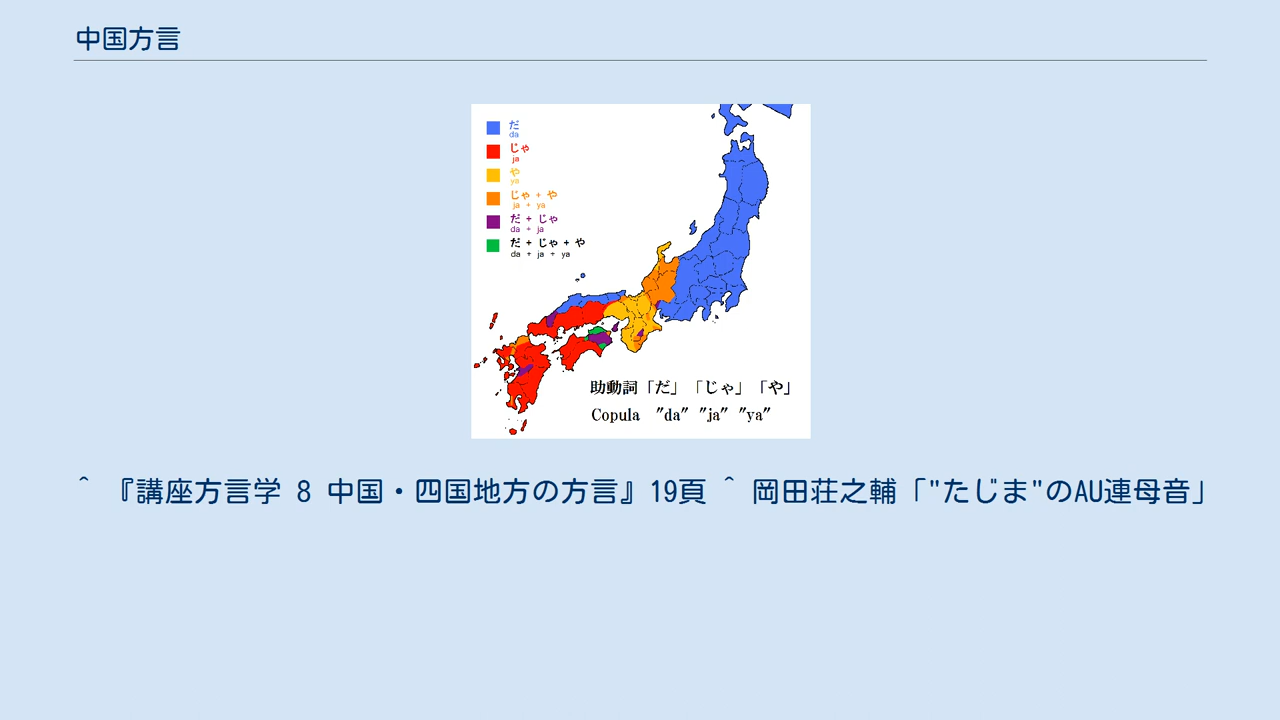 中国方言
だ
da
じゃ
ja
や
ya
じゃ + や
ja + ya
だ + じゃ
da + ja
だ + じゃ + や
da + ja + ya
助動詞「だ」「じゃ」「や」
Copula "da" "ja" "ya"
^ 『講座方言学 8 中国・四国地方の方言』19頁 ^ 岡田荘之輔「"たじま"のAU連母音」